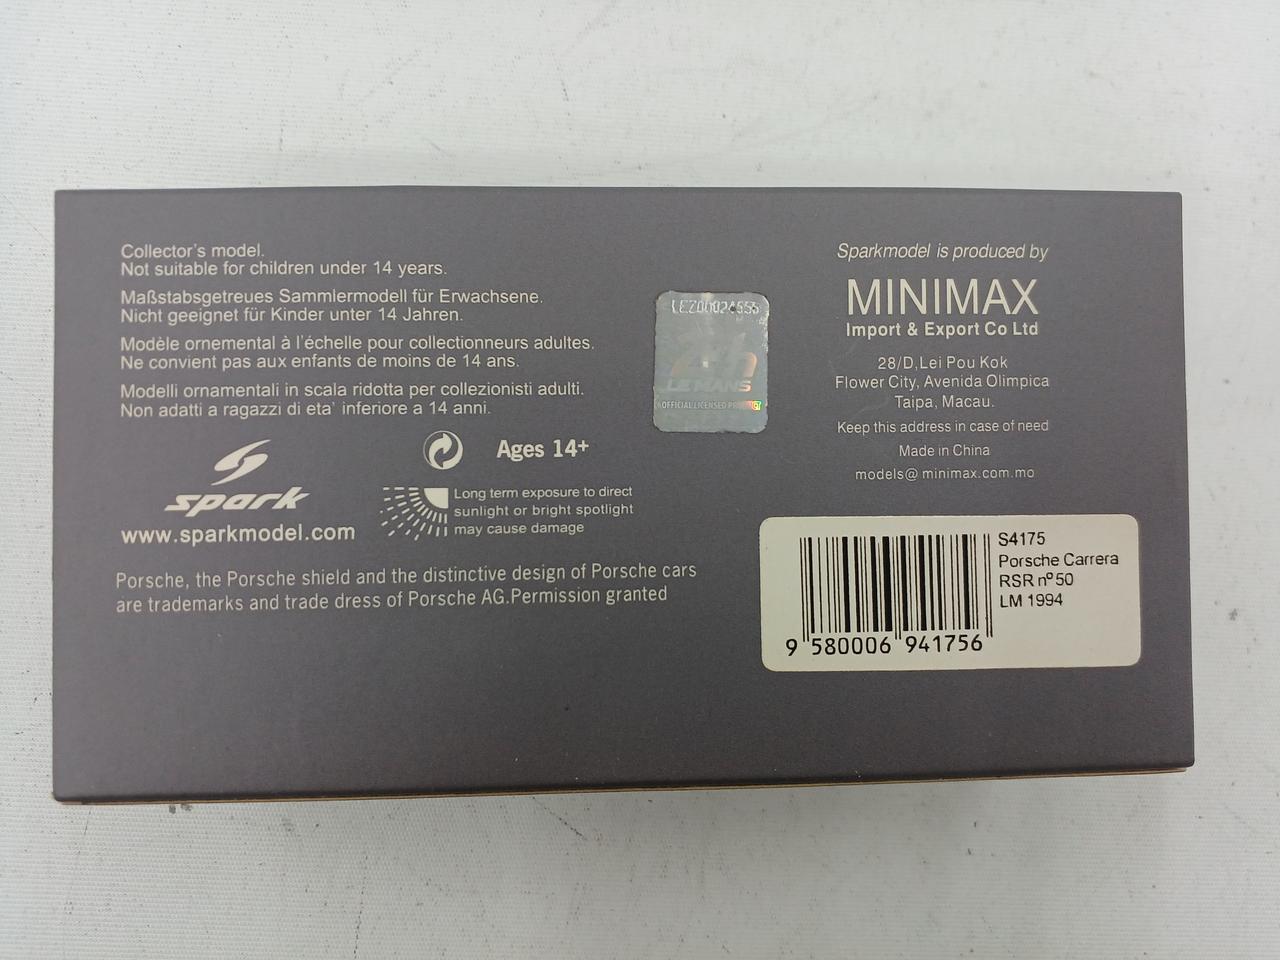 Collector's model.
Not suitable for children under 14 years.
Maßstabsgetreues Sammlermodell für Erwachsene.
Nicht geeignet für Kinder unter 14 Jahren.
Modèle ornemental à l'échelle pour collectionneurs adultes.
Ne convient pas aux enfants de moins de 14 ans.
Modelli ornamentali in scala ridotta per collezionisti adulti.
Non adatti a ragazzi di eta' inferiore a 14 anni.
spark
www.sparkmodel.com
Ages 14+
Long term exposure to direct
sunlight or bright spotlight
may cause damage
Porsche, the Porsche shield and the distinctive design of Porsche cars
are trademarks and trade dress of Porsche AG.Permission granted
24h
LE MANS
OFFICIAL LICENSED PRODUCT
Sparkmodel is produced by
MINIMAX
Import & Export Co Ltd
28/D,Lei Pou Kok
Flower City, Avenida Olimpica
Taipa, Macau.
Keep this address in case of need
Made in China
models@minimax.com.mo
S4175
Porsche Carrera
RSR nº50
LM 1994
9 580006 941756